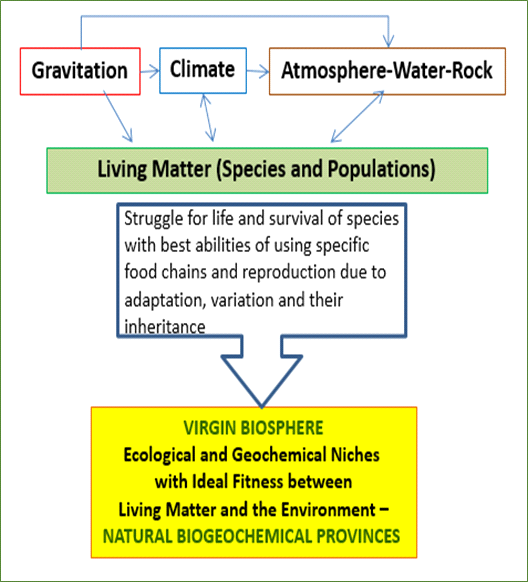 Gravitation
Climate
Atmosphere-Water-Rock
Living Matter (Species and Populations)
Struggle for life and survival of species
with best abilities of using specific
food chains and reproduction due to
adaptation, variation and their
inheritance
VIRGIN BIOSPHERE
Ecological and Geochemical Niches
with Ideal Fitness between
Living Matter and the Environment –
NATURAL BIOGEOCHEMICAL PROVINCES